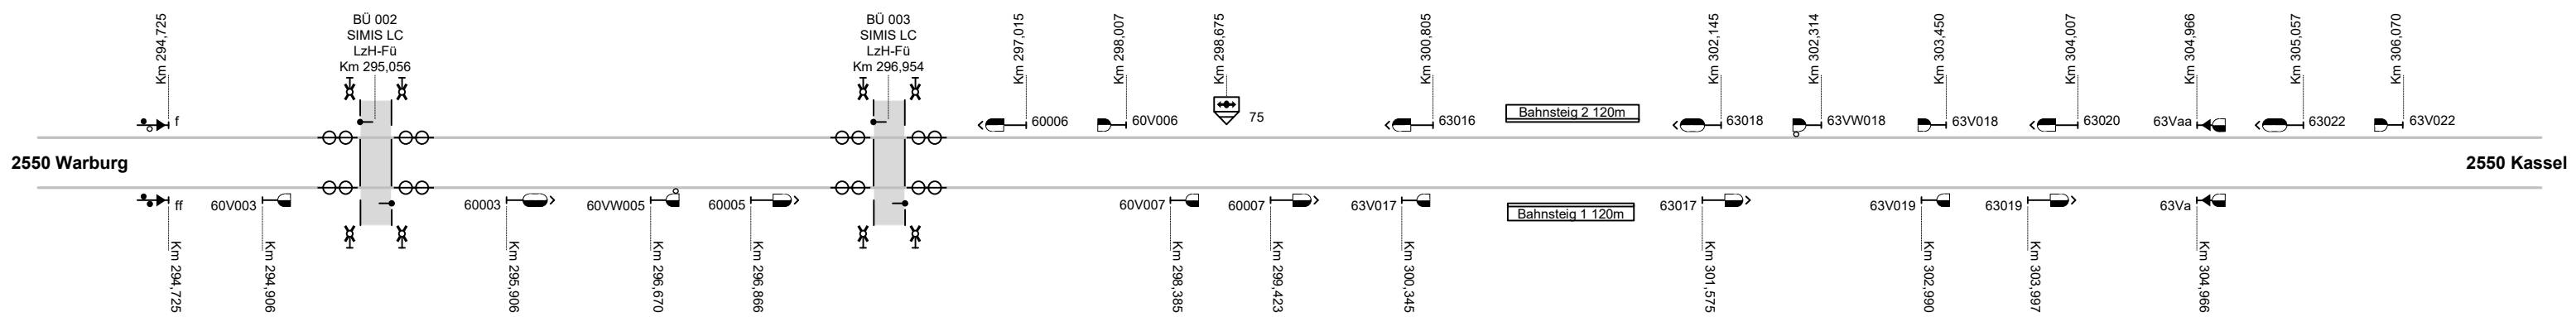 Km 294,725
BÜ 002
SIMIS LC
LzH-Fü
Km 295,056
BÜ 003
SIMIS LC
LzH-Fü
Km 296,954
Km 297,015
Km 298,007
Km 298,675
Km 300,805
Km 302,145
Km 302,314
Km 303,450
Km 304,007
Km 304,966
Km 305,057
Km 306,070
f
60006
60V006
75
63016
Bahnsteig 2 120m
63018
63VW018
63V018
63020
63Vaa
63022
63V022
2550 Warburg
2550 Kassel
ff
60V003
60003
60VW005
60005
60V007
60007
63V017
Bahnsteig 1 120m
63017
63V019
63019
63Va
Km 294,725
Km 294,906
Km 295,906
Km 296,670
Km 296,866
Km 298,385
Km 299,423
Km 300,345
Km 301,575
Km 302,990
Km 303,997
Km 304,966